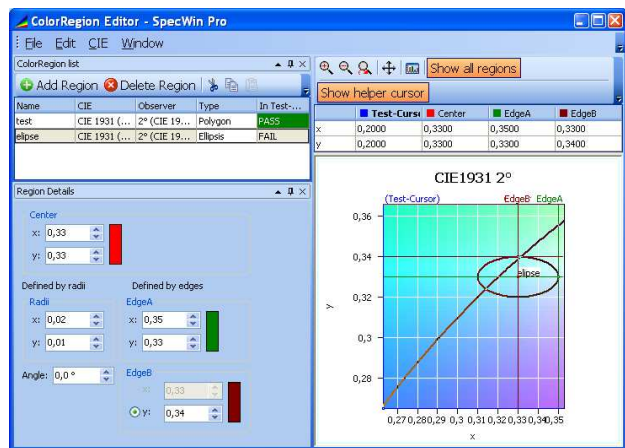 ColorRegion Editor - SpecWin Pro
File Edit CIE Window
ColorRegion list
Add Region Delete Region
Name CIE Observer Type In Test-...
test CIE 1931 (... 2° (CIE 19... Polygon PASS
elipse CIE 1931 (... 2° (CIE 19... Ellipsis FAIL
Region Details
Center
x: 0,33
y: 0,33
Defined by radii Defined by edges
Radii EdgeA
x: 0,02 x: 0,35
y: 0,01 y: 0,33
Angle: 0,0 ° EdgeB
x: 0,33
y: 0,34
Show all regions
Show helper cursor
Test-Curso Center EdgeA EdgeB
x 0,2000 0,3300 0,3500 0,3300
y 0,2000 0,3300 0,3300 0,3400
CIE1931 2°
(Test-Cursor) EdgeB EdgeA
0,36
0,34
elipse
0,32
0,3
0,28
y
0,27 0,28 0,29 0,3 0,31 0,32 0,33 0,34 0,35
x